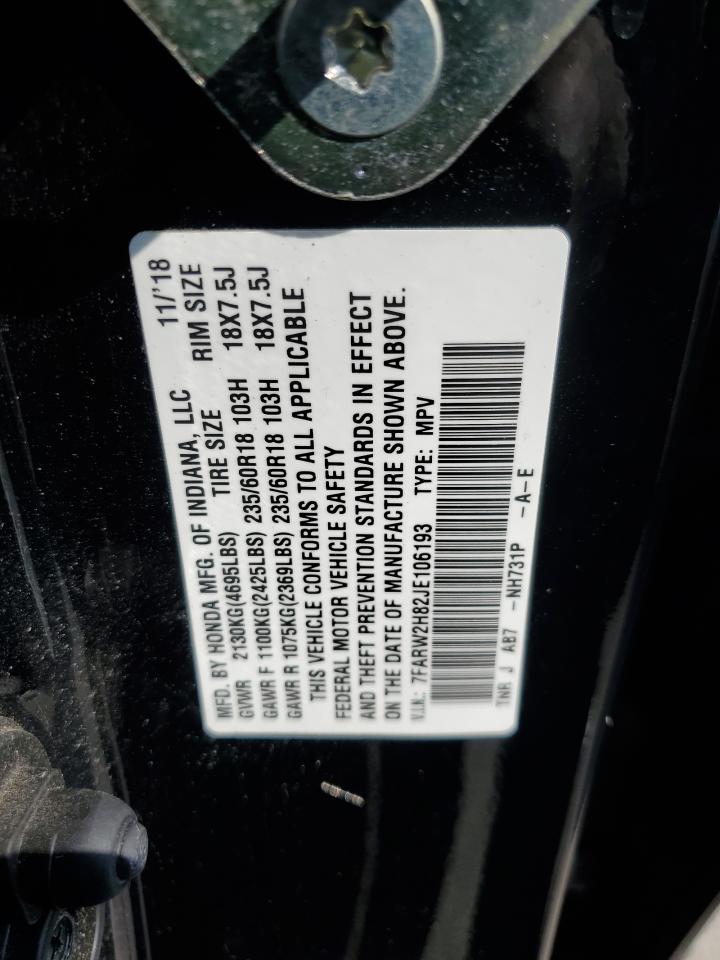 MFD. BY HONDA MFG. OF INDIANA, LLC 11/'18
GVWR 2130KG(4695LBS) TIRE SIZE RIM SIZE
GAWR F 1100KG(2425LBS) 235/60R18 103H 18X7.5J
GAWR R 1075KG(2369LBS) 235/60R18 103H 18X7.5J
THIS VEHICLE CONFORMS TO ALL APPLICABLE
FEDERAL MOTOR VEHICLE SAFETY
AND THEFT PREVENTION STANDARDS IN EFFECT
ON THE DATE OF MANUFACTURE SHOWN ABOVE.
V.I.N.: 7FARW2H82JE106193 TYPE: MPV
TNR J AB7 -NH731P -A-E